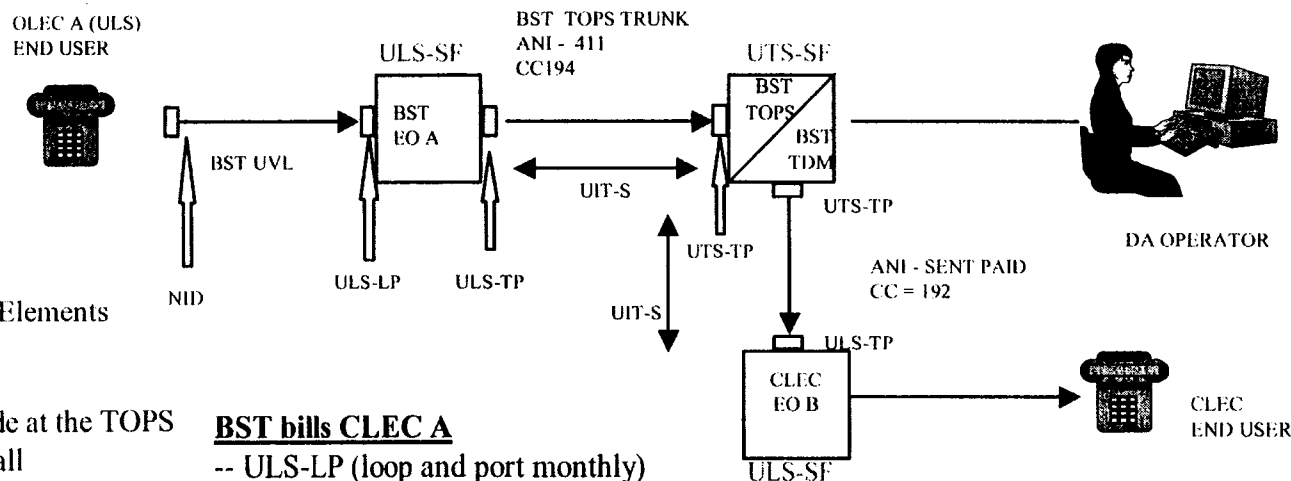 OLEC A (ULS)
END USER
BST TOPS TRUNK
ANI - 411
CC194
ULS-SF
UTS-SF
BST
EO A
BST
TOPS
BST
TDM
BST UVL
UIT-S
UTS-TP
DA OPERATOR
NID
ULS-LP
ULS-TP
UTS-TP
ANI - SENT PAID
CC = 192
Elements
UIT-S
ULS-TP
CLEC
EO B
CLEC
END USER
le at the TOPS
all
BST bills CLEC A
-- ULS-LP (loop and port monthly)
ULS-SF